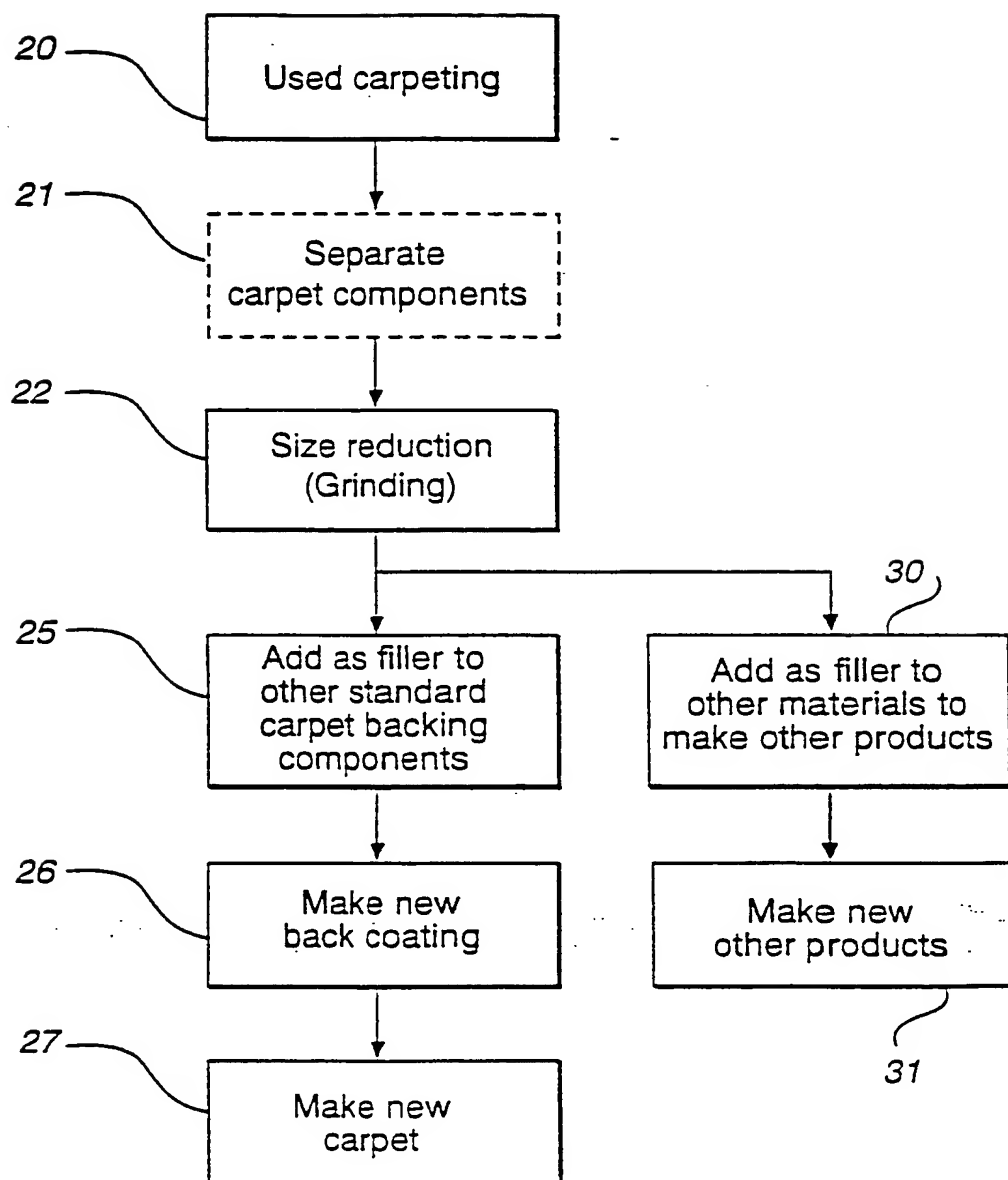 20
Used carpeting
21
Separate
carpet components
22
Size reduction
(Grinding)
30
25
Add as filler to
other standard
carpet backing
components
Add as filler to
other materials to
make other products
26
Make new
back coating
Make new
other products
27
Make new
carpet
31